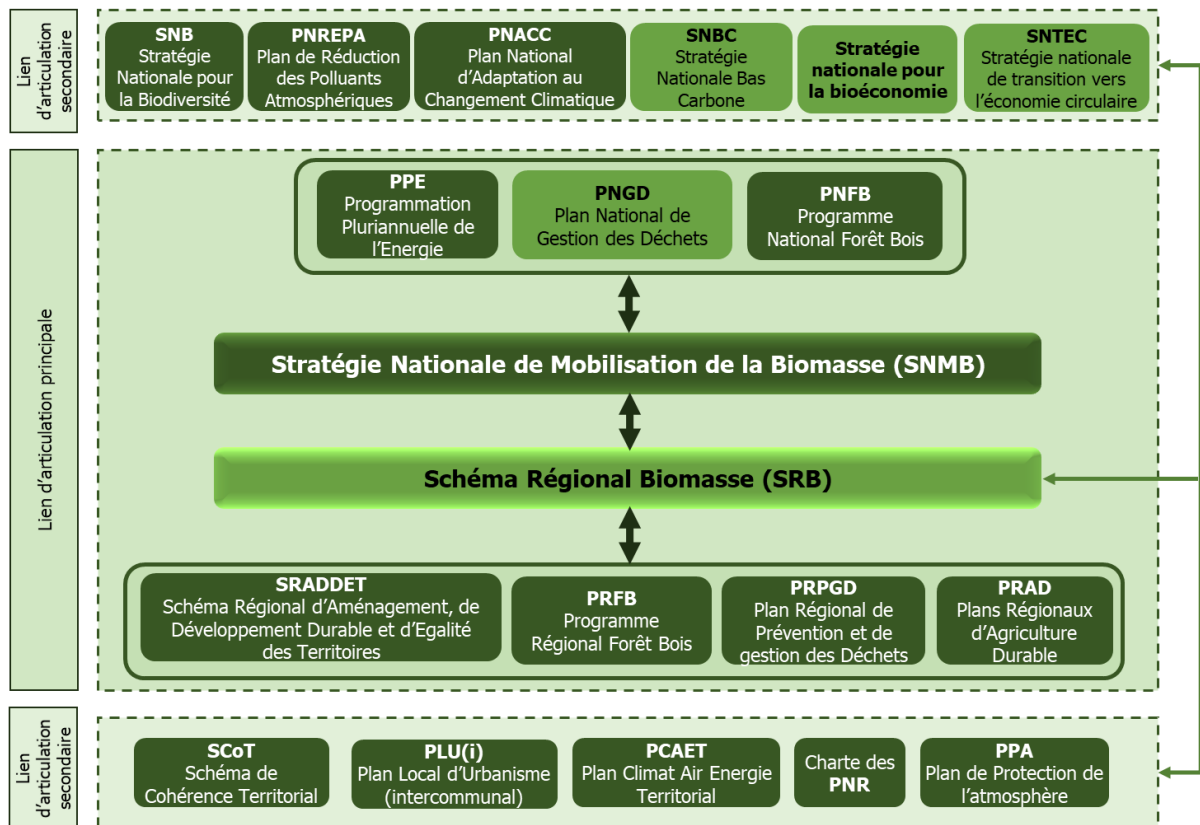 Lien
d'articulation
secondaire
SNB
Stratégie
Nationale pour
la Biodiversité
PNREPA
Plan de Réduction
des Polluants
Atmosphériques
PNACC
Plan National
d'Adaptation au
Changement Climatique
SNBC
Stratégie
Nationale Bas
Carbone
Stratégie
nationale pour
la bioéconomie
SNTEC
Stratégie nationale
de transition vers
l'économie circulaire
Lien d'articulation principale
PPE
Programmation
Pluriannuelle de
l'Energie
PNGD
Plan National de
Gestion des Déchets
PNFB
Programme
National Forêt Bois
Stratégie Nationale de Mobilisation de la Biomasse (SNMB)
Schéma Régional Biomasse (SRB)
SRADDET
Schéma Régional d'Aménagement, de
Développement Durable et d'Egalité
des Territoires
PRFB
Programme
Régional Forêt Bois
PRPGD
Plan Régional de
Prévention et de
gestion des Déchets
PRAD
Plans Régionaux
d'Agriculture
Durable
Lien
d'articulation
secondaire
SCoT
Schéma de
Cohérence Territorial
PLU(i)
Plan Local d'Urbanisme
(intercommunal)
PCAET
Plan Climat Air Energie
Territorial
Charte des
PNR
PPA
Plan de Protection de
l'atmosphère